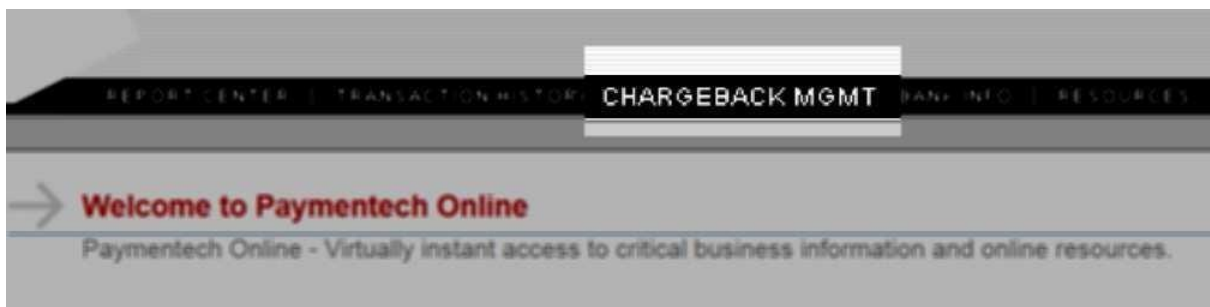 REPORT CENTER | TRANSACTION HISTORY CHARGEBACK MGMT BANK INFO | RESOURCES
Welcome to Paymentech Online
Paymentech Online - Virtually instant access to critical business information and online resources.